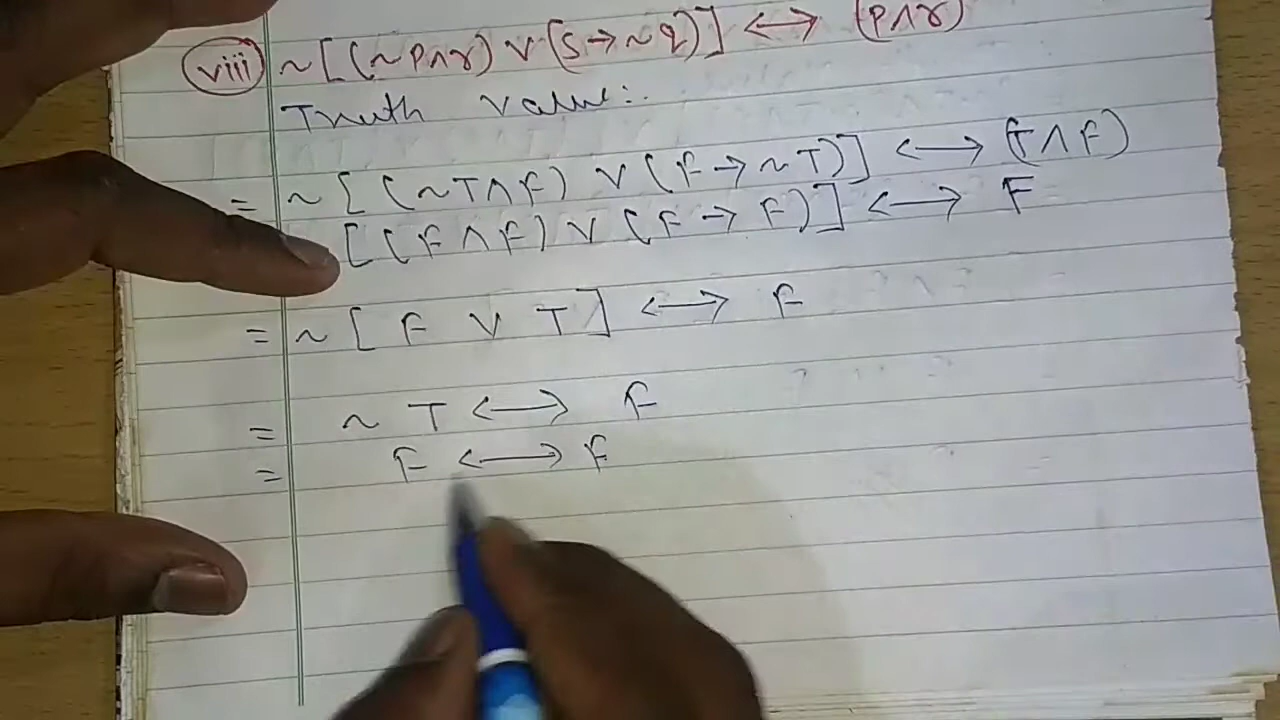 viii ~[(~p∧r) ∨ (s→~q)] ↔ (p∧r)
Truth value:.
= ~[(~T∧F) ∨ (F→~T)] ↔ (T∧F)
[(F∧F) ∨ (F→F)] ↔ F
= ~[F ∨ T] ↔ F
= ~T ↔ F
= F ↔ F